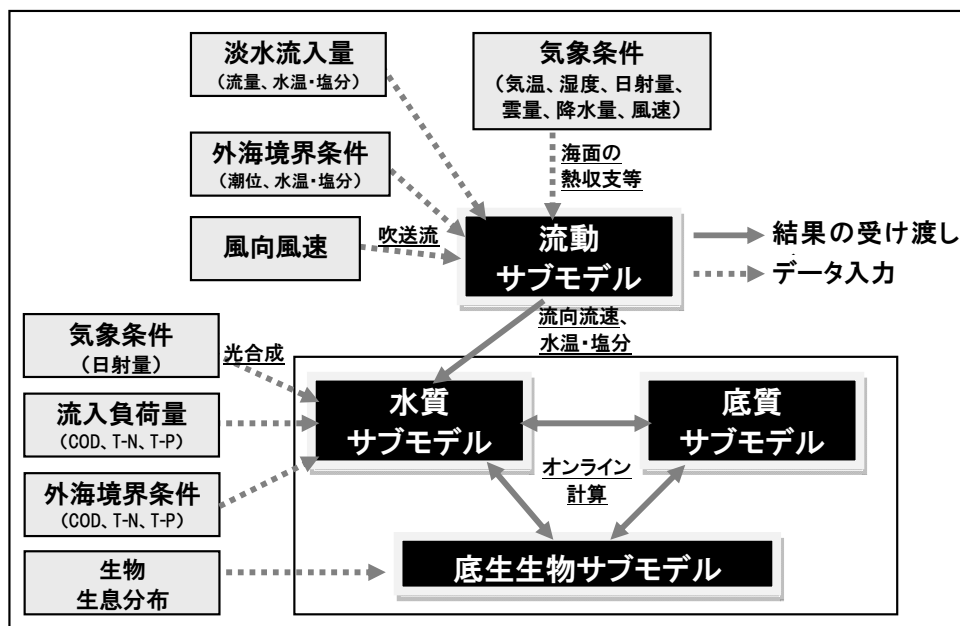 淡水流入量
(流量、水温・塩分)
気象条件
(気温、湿度、日射量、
雲量、降水量、風速)
外海境界条件
(潮位、水温・塩分)
海面の
熱収支等
風向風速
吹送流
流動
サブモデル
結果の受け渡し
データ入力
流向流速、
水温・塩分
気象条件
(日射量)
光合成
流入負荷量
(COD、T-N、T-P)
外海境界条件
(COD、T-N、T-P)
生物
生息分布
水質
サブモデル
底質
サブモデル
オンライン
計算
底生生物サブモデル